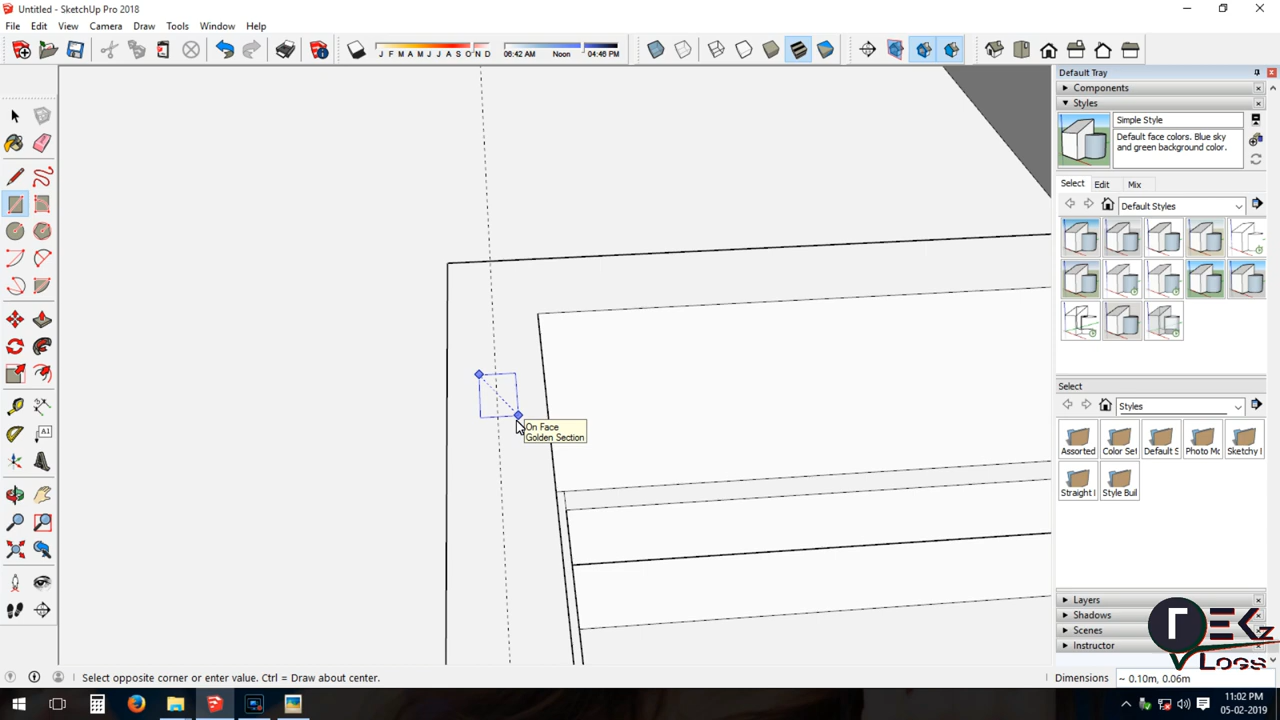 Untitled - SketchUp Pro 2018
File Edit View Camera Draw Tools Window Help
J F M A M J J A S O N D
06:42 AM Noon 04:46 PM
Default Tray
Components
Styles
Simple Style
Default face colors. Blue sky
and green background color.
Select Edit Mix
Default Styles
On Face
Golden Section
A1
Select
Styles
Assorted Color Se Default S Photo Mo Sketchy
Straight Style Buil
Layers
Shadows
Scenes
Instructor
TEKz
VLogs
Select opposite corner or enter value. Ctrl = Draw about center.
Dimensions ~ 0.10m, 0.06m
11:02 PM
05-02-2019